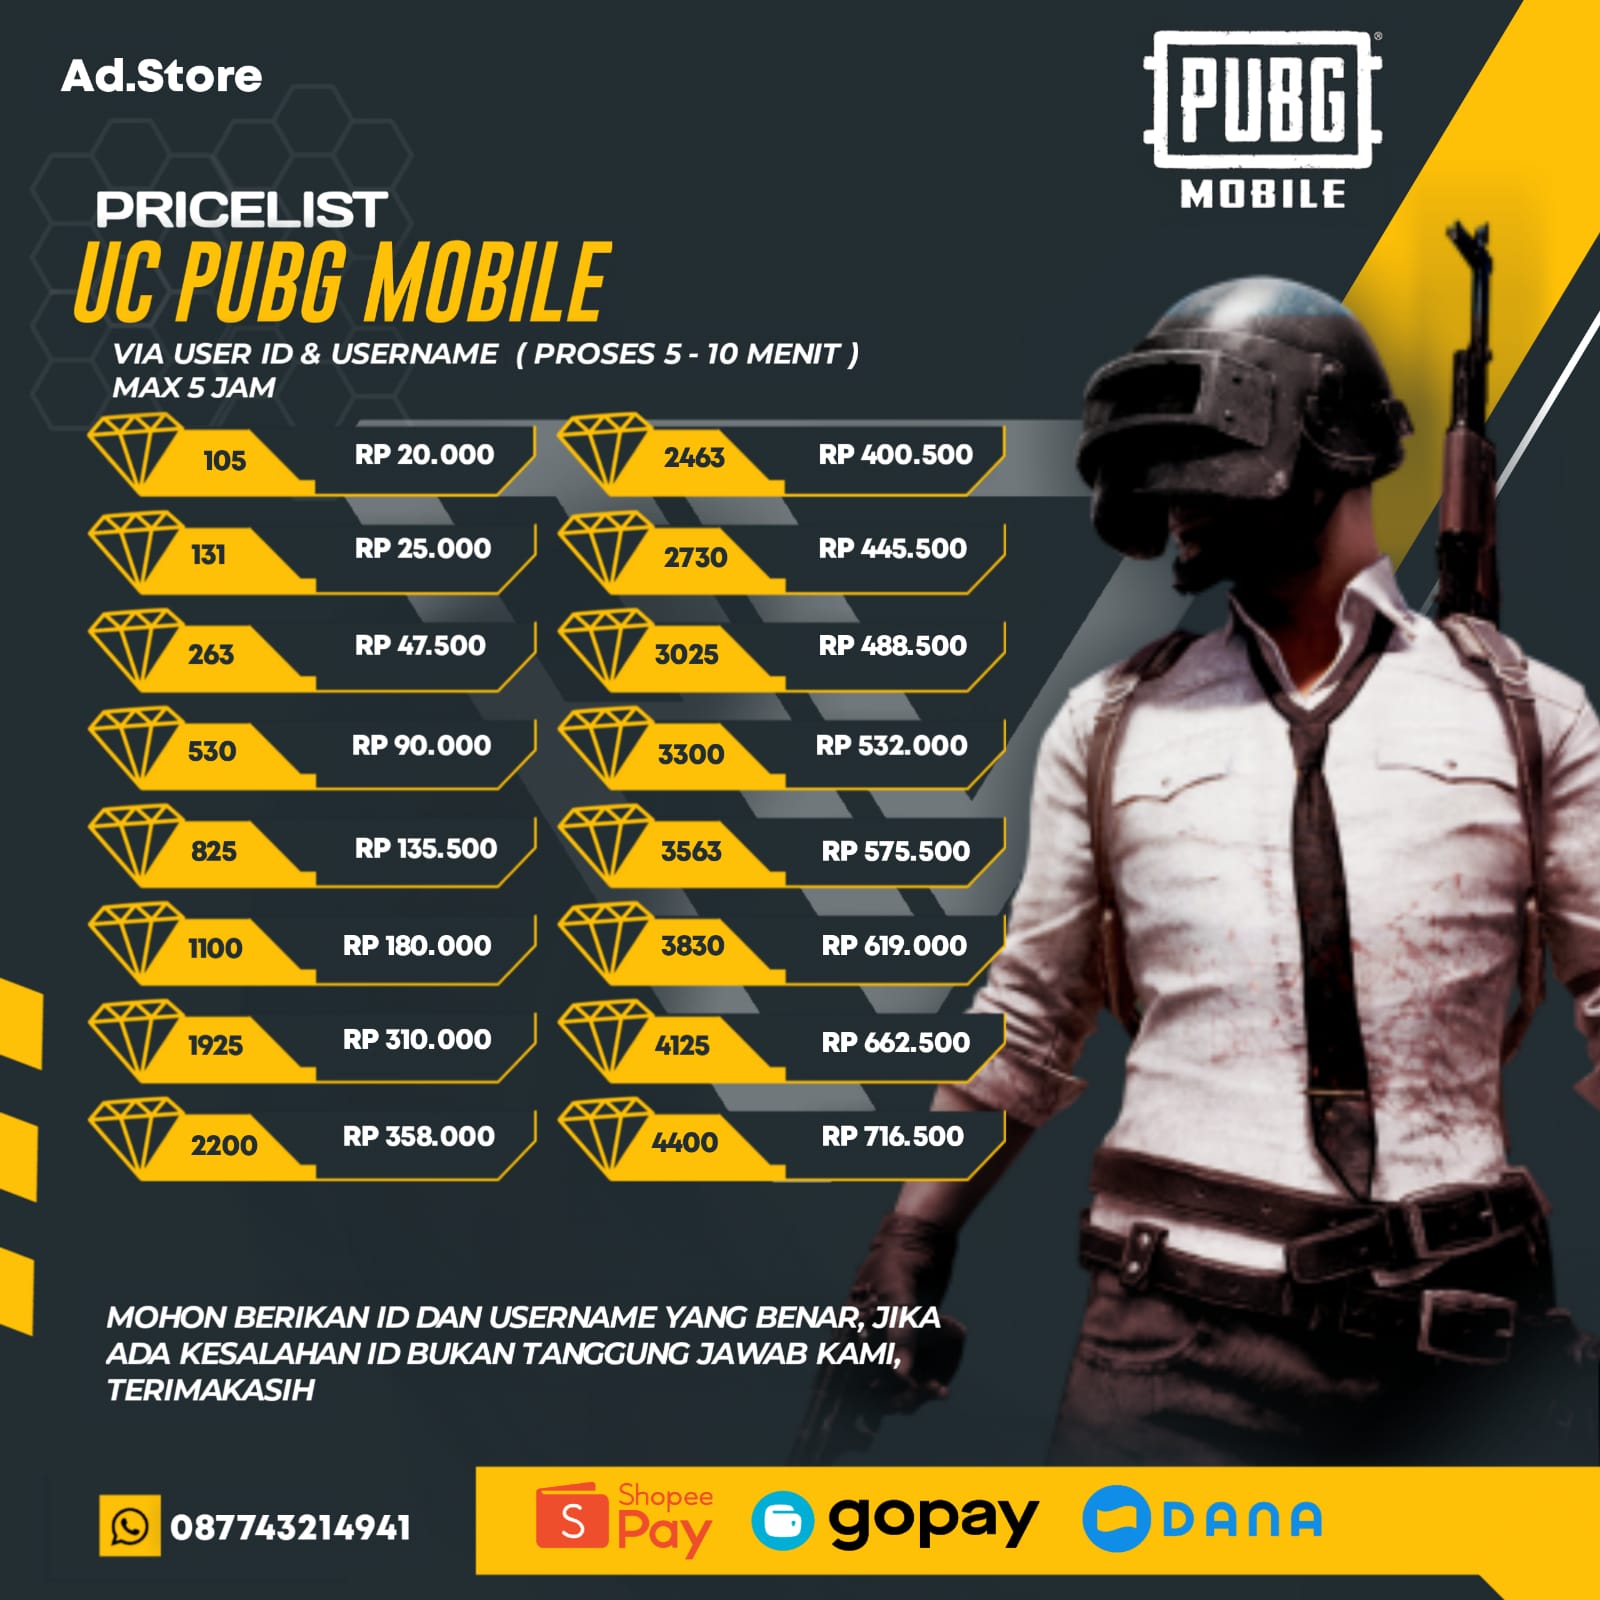 Ad.Store
PUBG
®
MOBILE
PRICELIST
UC PUBG MOBILE
VIA USER ID & USERNAME ( PROSES 5 - 10 MENIT )
MAX 5 JAM
105 RP 20.000
131 RP 25.000
263 RP 47.500
530 RP 90.000
825 RP 135.500
1100 RP 180.000
1925 RP 310.000
2200 RP 358.000
2463 RP 400.500
2730 RP 445.500
3025 RP 488.500
3300 RP 532.000
3563 RP 575.500
3830 RP 619.000
4125 RP 662.500
4400 RP 716.500
MOHON BERIKAN ID DAN USERNAME YANG BENAR, JIKA
ADA KESALAHAN ID BUKAN TANGGUNG JAWAB KAMI,
TERIMAKASIH
087743214941
S
Shopee
Pay
gopay
DANA